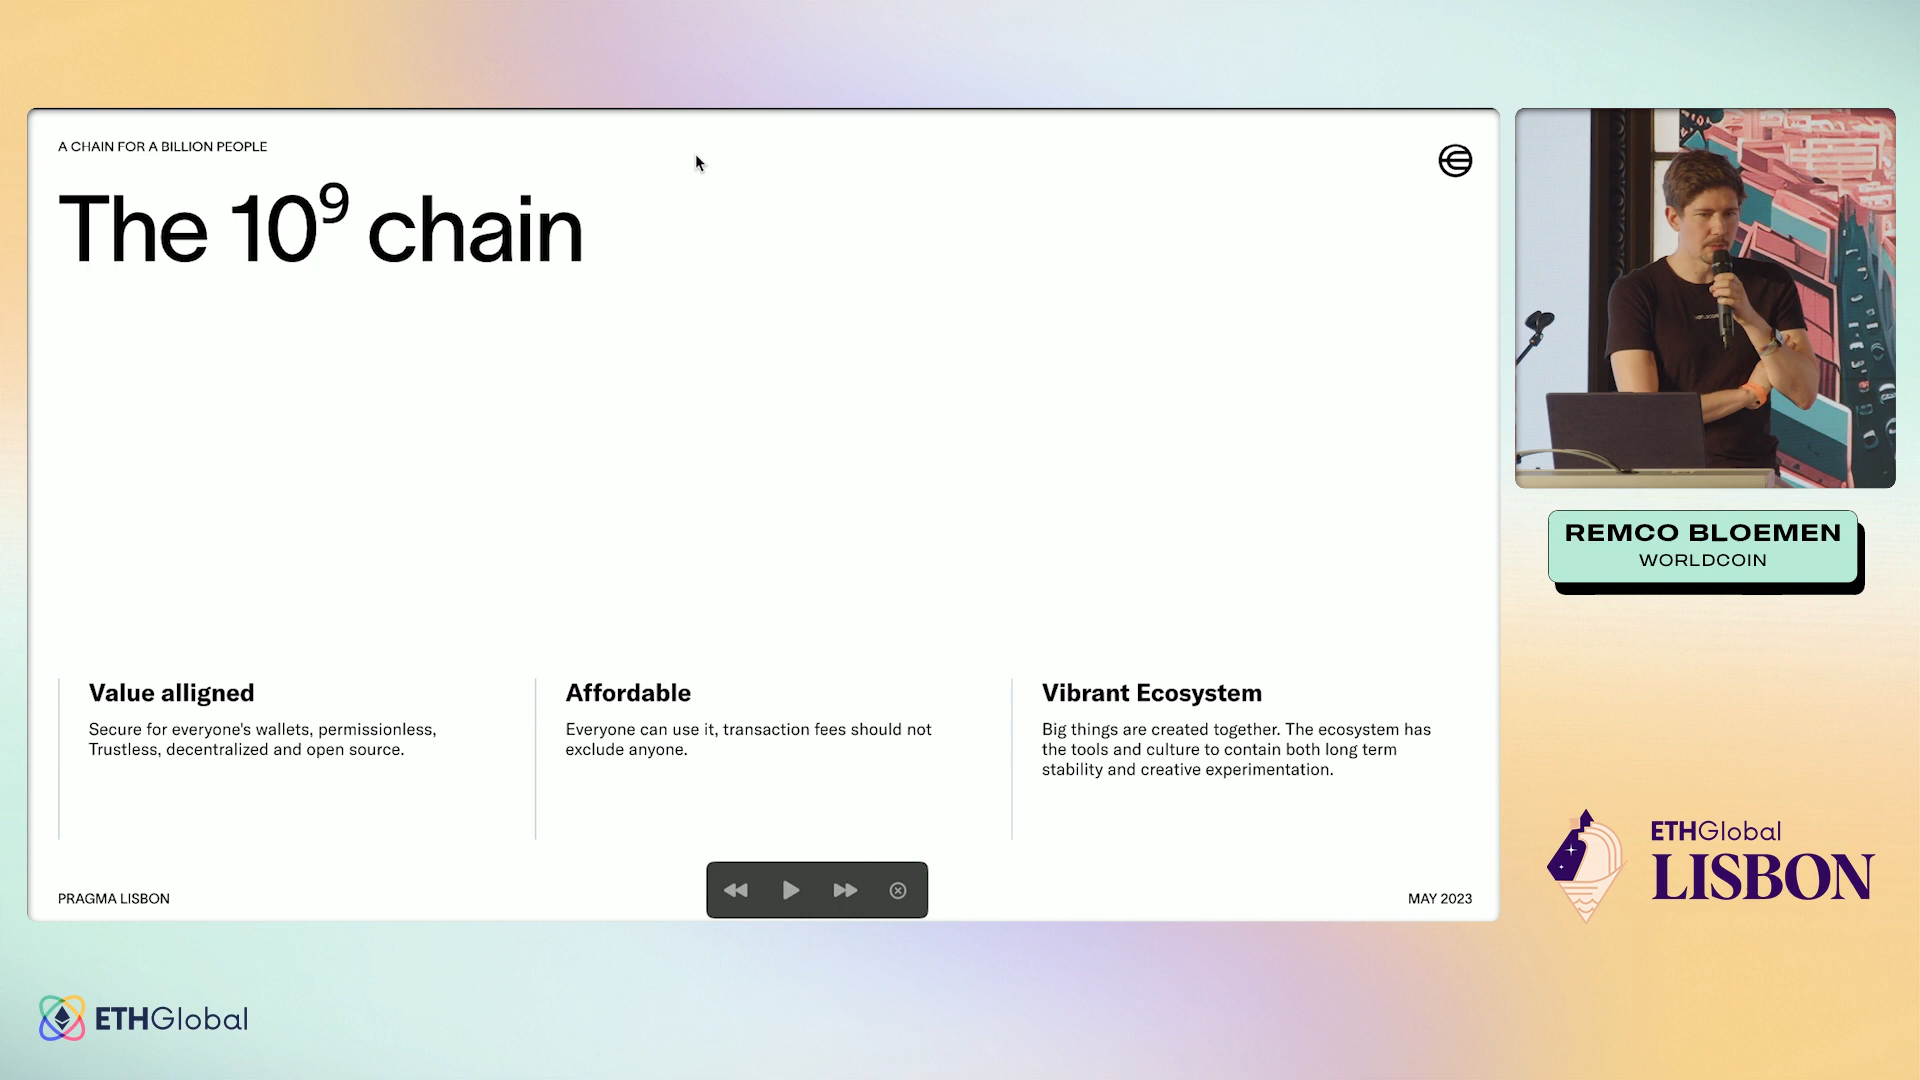 A CHAIN FOR A BILLION PEOPLE
The 10⁹ chain
Value alligned
Secure for everyone's wallets, permissionless,
Trustless, decentralized and open source.
Affordable
Everyone can use it, transaction fees should not
exclude anyone.
Vibrant Ecosystem
Big things are created together. The ecosystem has
the tools and culture to contain both long term
stability and creative experimentation.
PRAGMA LISBON
MAY 2023
REMCO BLOEMEN
WORLDCOIN
ETHGlobal
LISBON
ETHGlobal